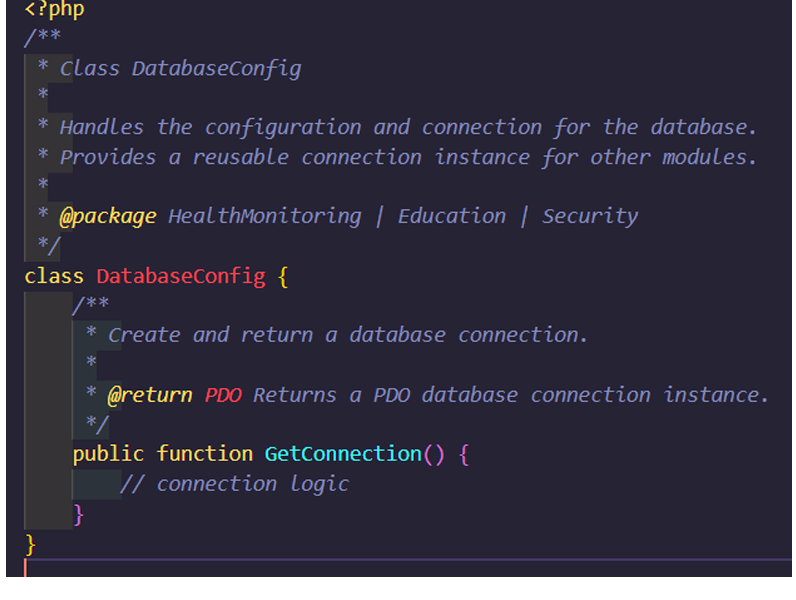 <?php
/**
 * Class DatabaseConfig
 *
 * Handles the configuration and connection for the database.
 * Provides a reusable connection instance for other modules.
 *
 * @package HealthMonitoring | Education | Security
 */
class DatabaseConfig {
    /**
     * Create and return a database connection.
     *
     * @return PDO Returns a PDO database connection instance.
     */
    public function GetConnection() {
        // connection logic
    }
}